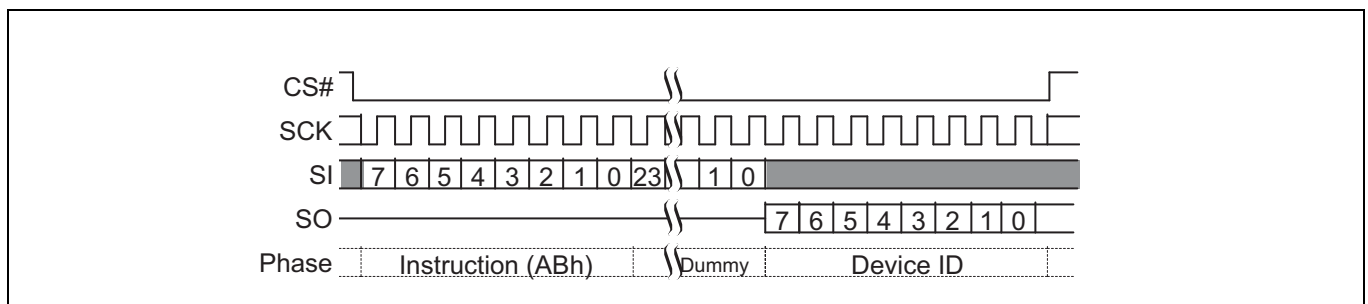 CS#
SCK
SI 7 6 5 4 3 2 1 0 23 1 0
SO 7 6 5 4 3 2 1 0
Phase Instruction (ABh) Dummy Device ID